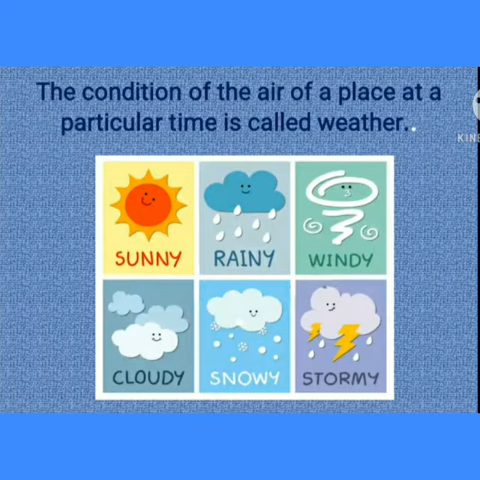 The condition of the air of a place at a
particular time is called weather..
KINE
SUNNY RAINY WINDY
CLOUDY SNOWY STORMY